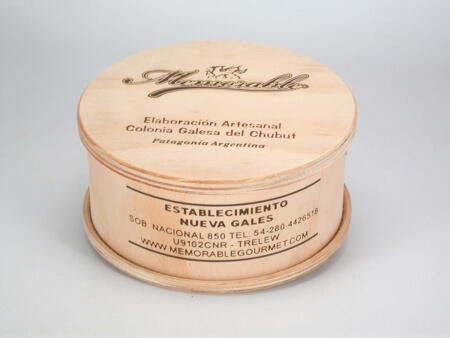 Memorable
Elaboración Artesanal
Colonia Galesa del Chubut
Patagonia Argentina
ESTABLECIMIENTO
NUEVA GALES
SOB. NACIONAL 850 TEL. 54-280-4426518
U9102CNR - TRELEW
WWW.MEMORABLEGOURMET.COM